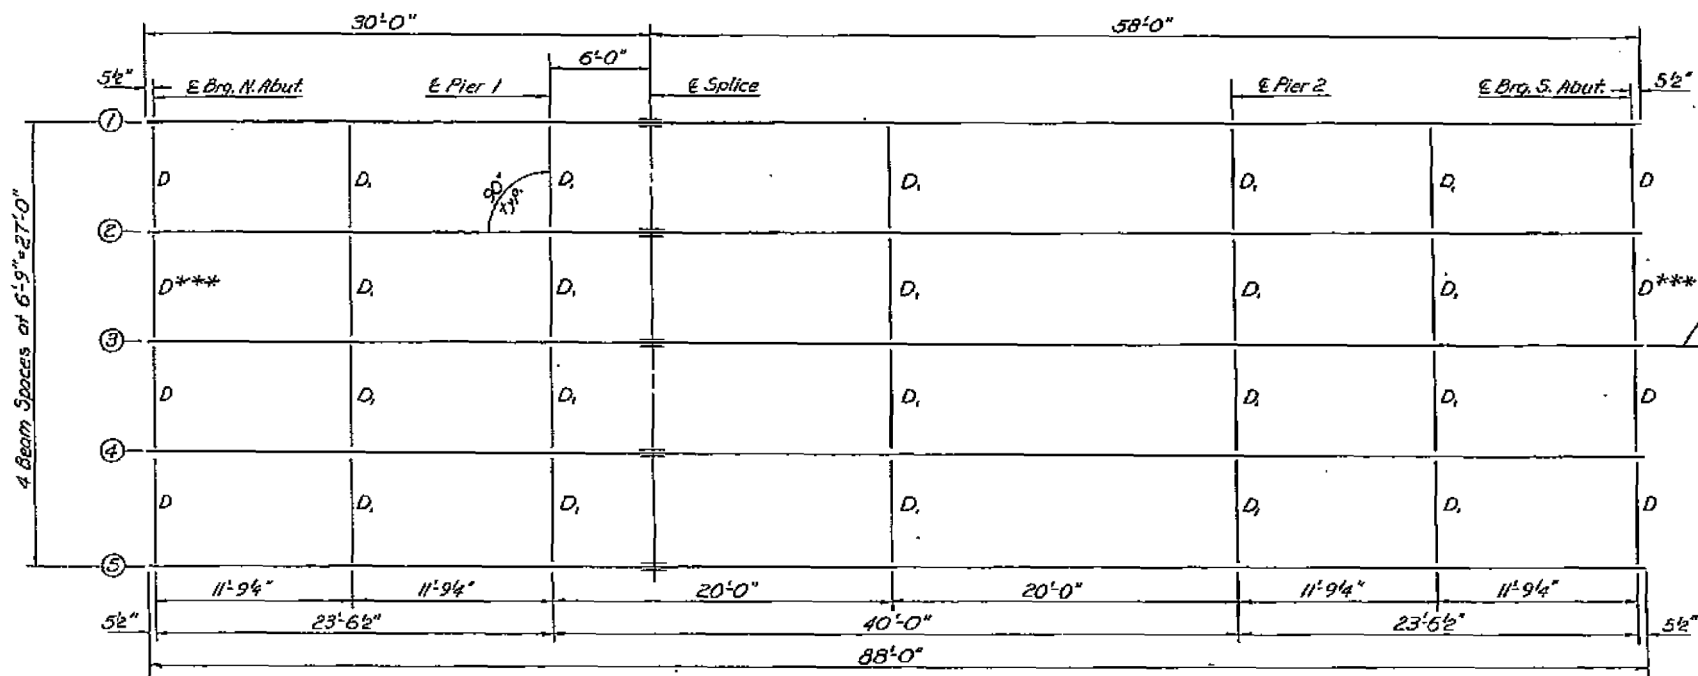 30'-0" 58'-0"
6'-0"
5½" ℄ Brg. N. Abut. ℄ Pier 1 ℄ Splice ℄ Pier 2 ℄ Brg. S. Abut. 5½"
1
D D₁ 90° Typ. D₁ D₁ D₁ D₁ D
2
D*** D₁ D₁ D₁ D₁ D₁ D***
4 Beam Spaces at 6'-9"=27'-0"
3
D D₁ D₁ D₁ D₁ D₁ D
4
D D₁ D₁ D₁ D₁ D₁ D
5
11'-9¼" 11'-9¼" 20'-0" 20'-0" 11'-9¼" 11'-9¼"
5½" 23'-6½" 40'-0" 23'-6½" 5½"
88'-0"